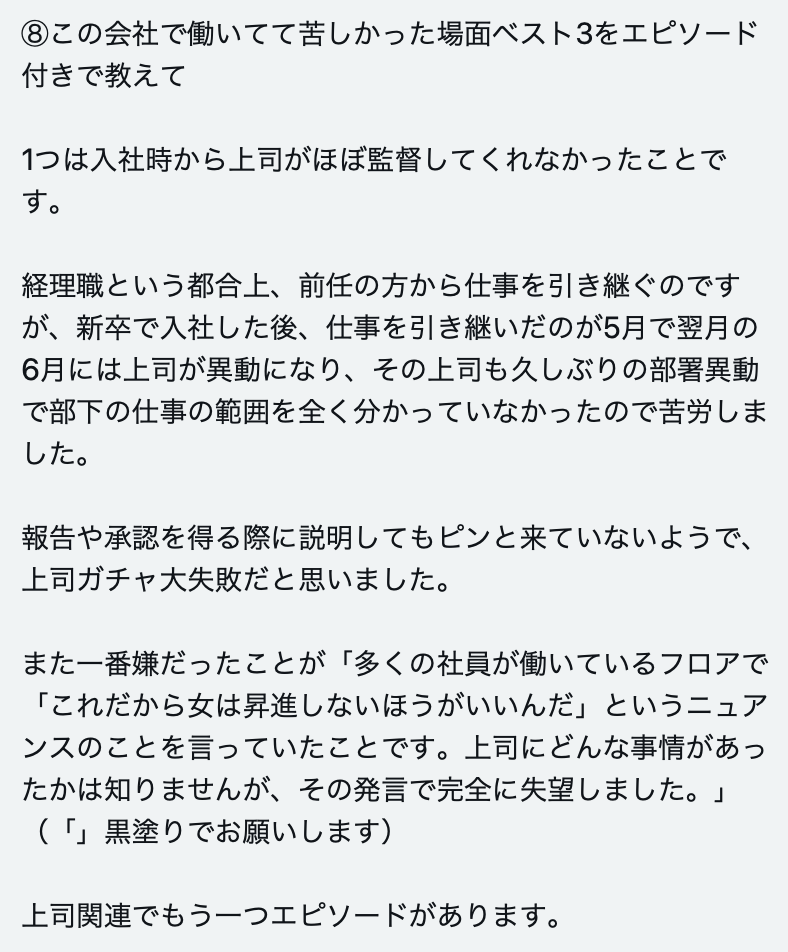 ⑧この会社で働いてて苦しかった場面ベスト3をエピソード
付きで教えて
1つは入社時から上司がほぼ監督してくれなかったことで
す。
経理職という都合上、前任の方から仕事を引き継ぐのです
が、新卒で入社した後、仕事を引き継いだのが5月で翌月の
6月には上司が異動になり、その上司も久しぶりの部署異動
で部下の仕事の範囲を全く分かっていなかったので苦労しま
した。
報告や承認を得る際に説明してもピンと来ていないようで、
上司ガチャ大失敗だと思いました。
また一番嫌だったことが「多くの社員が働いているフロアで
「これだから女は昇進しないほうがいいんだ」というニュア
ンスのことを言っていたことです。上司にどんな事情があっ
たかは知りませんが、その発言で完全に失望しました。」
（「」黒塗りでお願いします）
上司関連でもう一つエピソードがあります。